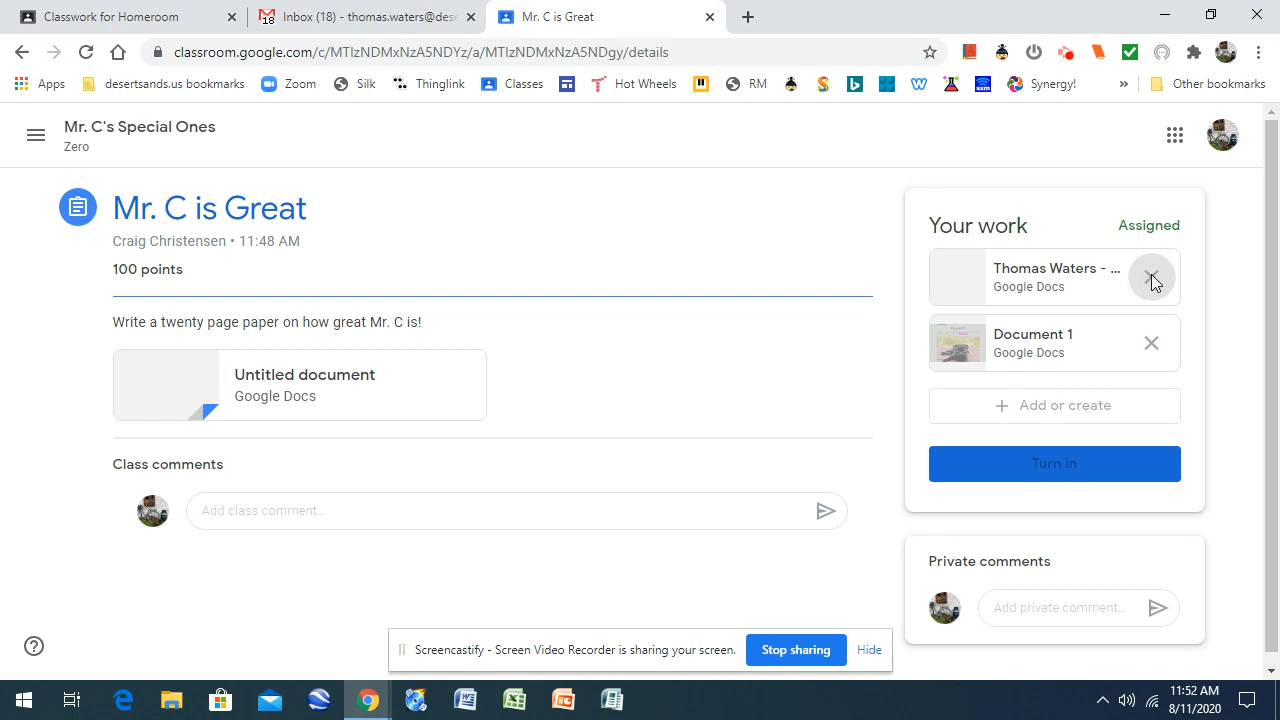 Classwork for Homeroom
18
Inbox (18) - thomas.waters@dese
Mr. C is Great
classroom.google.com/c/MTIzNDMxNzA5NDYz/a/MTIzNDMxNzA5NDgy/details
Apps
desertsands.us bookmarks
Zoom
Silk
Thinglink
Classes
Hot Wheels
RM
Synergy!
»
Other bookmarks
Mr. C's Special Ones
Zero
Mr. C is Great
Craig Christensen • 11:48 AM
100 points
Write a twenty page paper on how great Mr. C is!
Untitled document
Google Docs
Class comments
Add class comment...
Your work
Assigned
Thomas Waters - ...
Google Docs
Document 1
Google Docs
+ Add or create
Turn in
Private comments
Add private comment...
Screencastify - Screen Video Recorder is sharing your screen.
Stop sharing
Hide
11:52 AM
8/11/2020